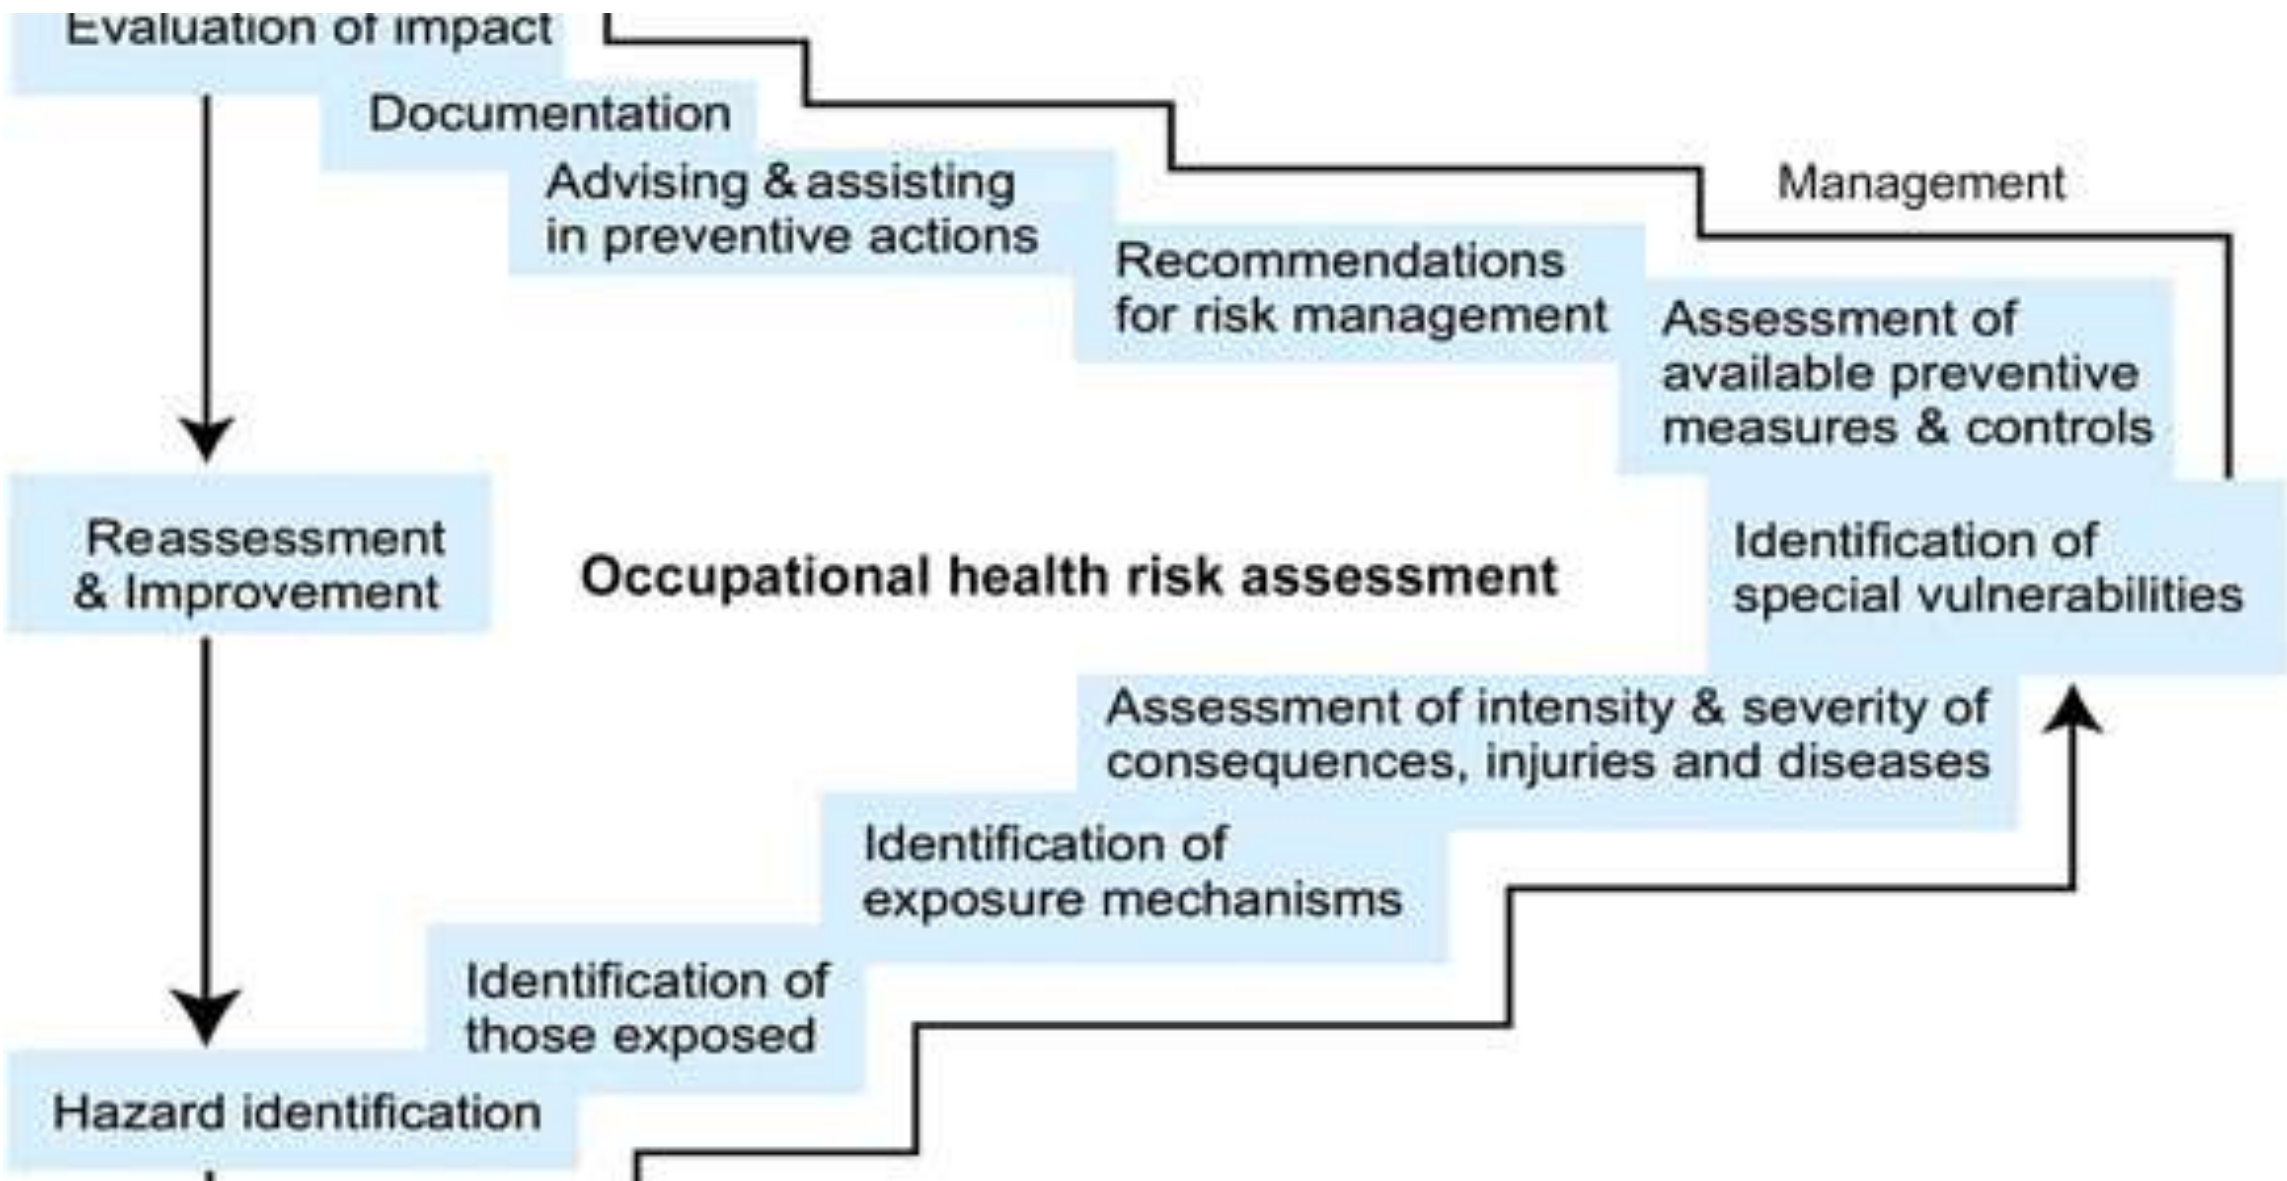 Evaluation of impact
Documentation
Advising & assisting
in preventive actions
Management
Recommendations
for risk management
Assessment of
available preventive
measures & controls
Reassessment
& Improvement
Occupational health risk assessment
Identification of
special vulnerabilities
Assessment of intensity & severity of
consequences, injuries and diseases
Identification of
exposure mechanisms
Identification of
those exposed
Hazard identification